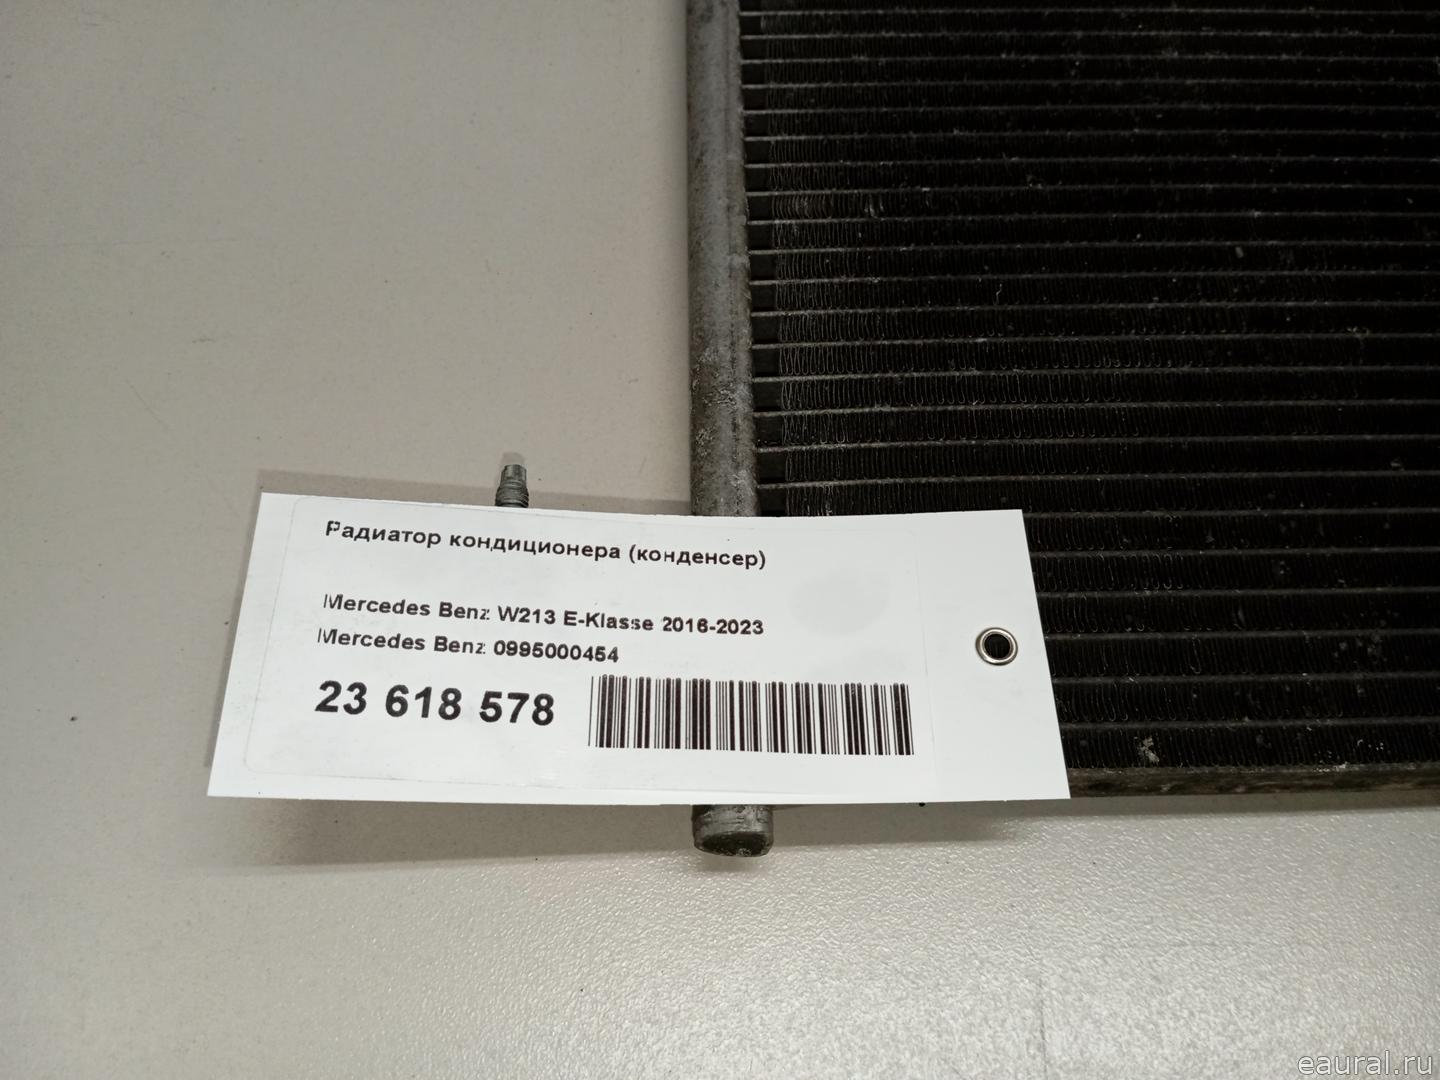 Радиатор кондиционера (конденсер)
Mercedes Benz W213 E-Klasse 2016-2023
Mercedes Benz 0995000454
23 618 578
eaural.ru